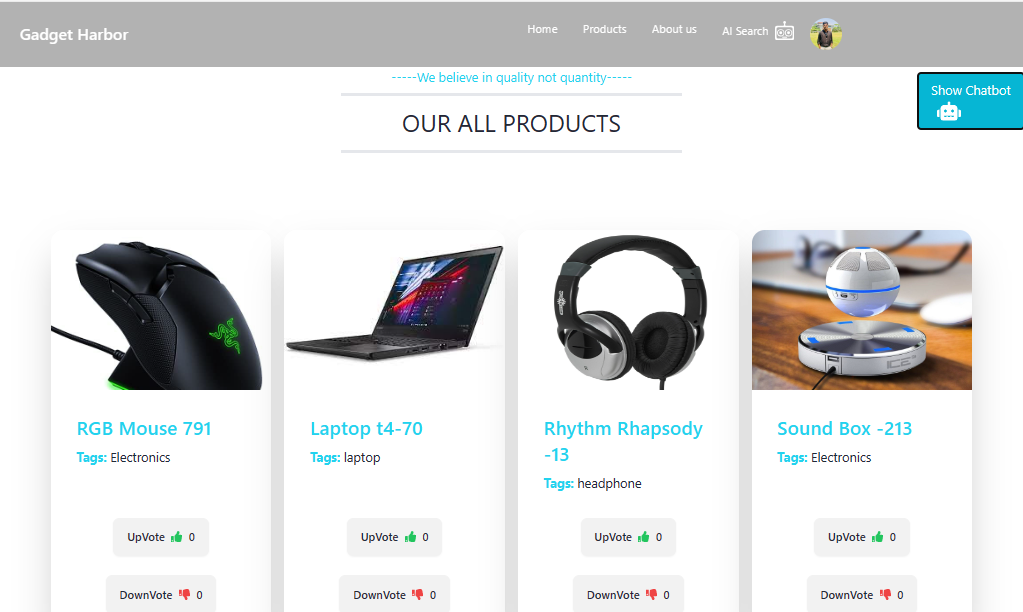 Gadget Harbor
Home
Products
About us
AI Search
-----We believe in quality not quantity-----
Show Chatbot
OUR ALL PRODUCTS
RGB Mouse 791
Tags: Electronics
UpVote 0
DownVote 0
Laptop t4-70
Tags: laptop
UpVote 0
DownVote 0
Rhythm Rhapsody
-13
Tags: headphone
UpVote 0
DownVote 0
Sound Box -213
Tags: Electronics
UpVote 0
DownVote 0